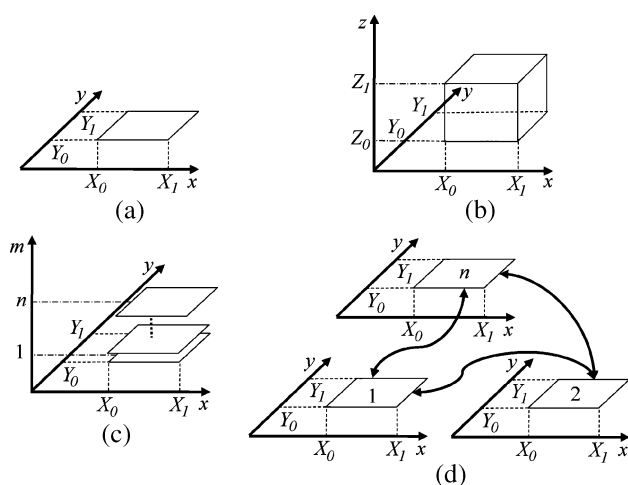 y
Y1
Y0
X0 X1 x
(a)
z
Z1
y
Y1
Y0
Z0
X0 X1 x
(b)
m
y
n
Y1
1
Y0
X0 X1 x
(c)
y
Y1 n
Y0
X0 X1 x
y
Y1 1
Y0
X0 X1 x
y
Y1 2
Y0
X0 X1 x
(d)